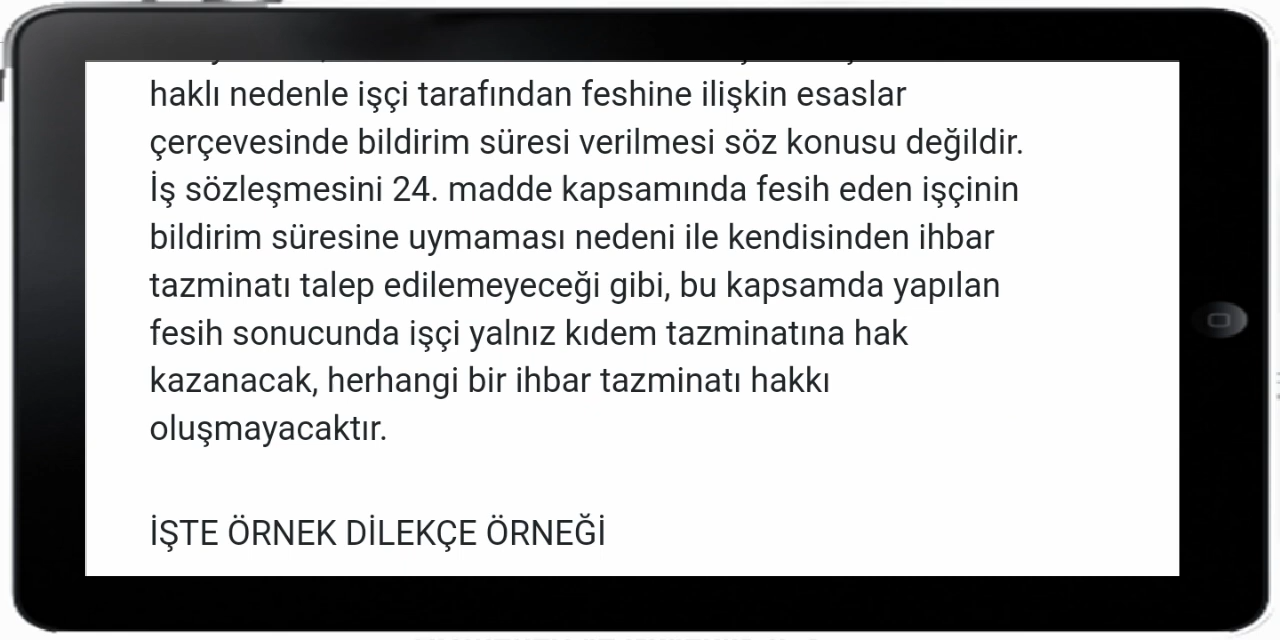 haklı nedenle işçi tarafından feshine ilişkin esaslar
çerçevesinde bildirim süresi verilmesi söz konusu değildir.
İş sözleşmesini 24. madde kapsamında fesih eden işçinin
bildirim süresine uymaması nedeni ile kendisinden ihbar
tazminatı talep edilemeyeceği gibi, bu kapsamda yapılan
fesih sonucunda işçi yalnız kıdem tazminatına hak
kazanacak, herhangi bir ihbar tazminatı hakkı
oluşmayacaktır.
İŞTE ÖRNEK DİLEKÇE ÖRNEĞİ